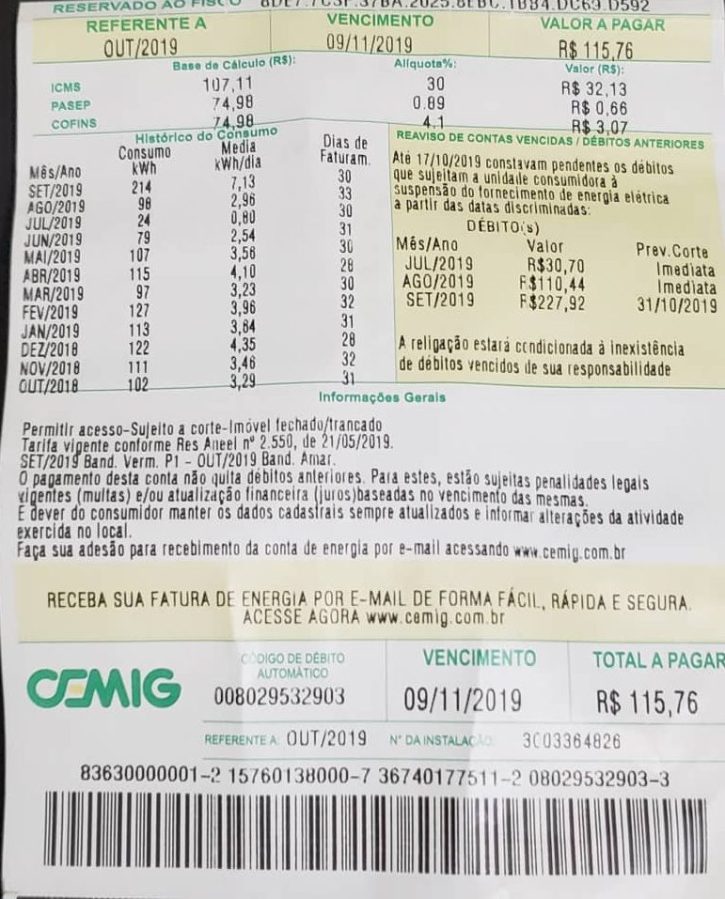 RESERVADO AO FISCO
REFERENTE A VENCIMENTO VALOR A PAGAR
OUT/2019 09/11/2019 R$ 115,76
Base de Cálculo (R$): Alíquota%: Valor (R$):
ICMS 107,11 30 R$ 32,13
PASEP 74,98 0.89 R$ 0,66
COFINS 74,98 4.1 R$ 3,07
Histórico do Consumo
Mês/Ano Consumo kWh Media kWh/dia Dias de Faturam.
SET/2019 214 7,13 30
AGO/2019 98 2,96 33
JUL/2019 24 0,80 30
JUN/2019 79 2,54 31
MAI/2019 107 3,56 30
ABR/2019 115 4,10 28
MAR/2019 97 3,23 30
FEV/2019 127 3,96 32
JAN/2019 113 3,64 31
DEZ/2018 122 4,35 28
NOV/2018 111 3,46 32
OUT/2018 102 3,29 31
REAVISO DE CONTAS VENCIDAS / DÉBITOS ANTERIORES
Até 17/10/2019 constavam pendentes os débitos
que sujeitam a unidade consumidora à
suspensão do fornecimento de energia elétrica
a partir das datas discriminadas:
DÉBITO(s)
Mês/Ano Valor Prev.Corte
JUL/2019 R$30,70 Imediata
AGO/2019 R$110,44 Imediata
SET/2019 R$227,92 31/10/2019
A religação estará condicionada à inexistência
de débitos vencidos de sua responsabilidade
Informações Gerais
Permitir acesso-Sujeito a corte-Imóvel fechado/trancado
Tarifa vigente conforme Res Aneel nº 2.550, de 21/05/2019.
SET/2019 Band. Verm. P1 - OUT/2019 Band. Amar.
O pagamento desta conta não quita débitos anteriores. Para estes, estão sujeitas penalidades legais
vigentes (multas) e/ou atualização financeira (juros)baseadas no vencimento das mesmas.
É dever do consumidor manter os dados cadastrais sempre atualizados e informar alterações da atividade
exercida no local.
Faça sua adesão para recebimento da conta de energia por e-mail acessando www.cemig.com.br
RECEBA SUA FATURA DE ENERGIA POR E-MAIL DE FORMA FÁCIL, RÁPIDA E SEGURA.
ACESSE AGORA www.cemig.com.br
CEMIG
CÓDIGO DE DÉBITO
AUTOMÁTICO
008029532903
VENCIMENTO
09/11/2019
TOTAL A PAGAR
R$ 115,76
REFERENTE A: OUT/2019 N° DA INSTALAÇÃO: 3003364826
83630000001-2 15760138000-7 36740177511-2 08029532903-3